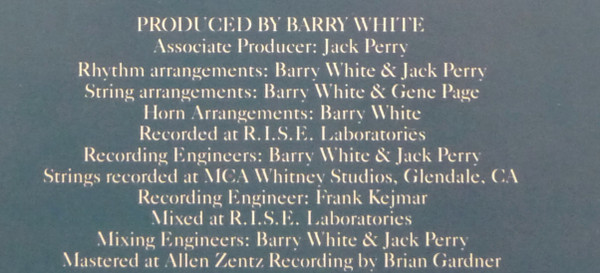 PRODUCED BY BARRY WHITE
Associate Producer: Jack Perry
Rhythm arrangements: Barry White & Jack Perry
String arrangements: Barry White & Gene Page
Horn Arrangements: Barry White
Recorded at R.I.S.E. Laboratories
Recording Engineers: Barry White & Jack Perry
Strings recorded at MCA Whitney Studios, Glendale, CA
Recording Engineer: Frank Kejmar
Mixed at R.I.S.E. Laboratories
Mixing Engineers: Barry White & Jack Perry
Mastered at Allen Zentz Recording by Brian Gardner